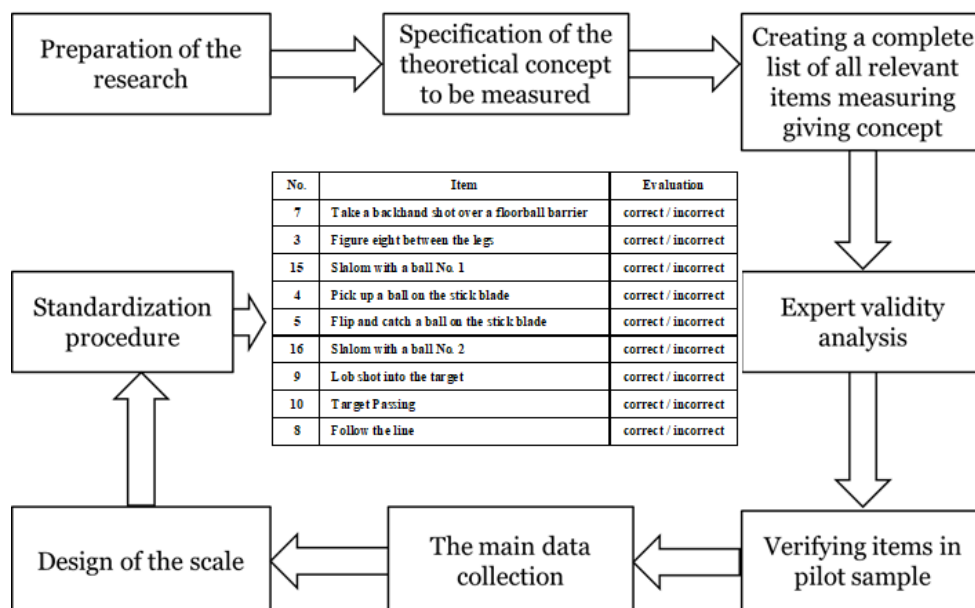 Preparation of the
research
Specification of the
theoretical concept
to be measured
Creating a complete
list of all relevant
items measuring
giving concept
Expert validity
analysis
Verifying items in
pilot sample
The main data
collection
Design of the scale
Standardization
procedure
No. Item Evaluation
7 Take a backhand shot over a floorball barrier correct / incorrect
3 Figure eight between the legs correct / incorrect
15 Slalom with a ball No. 1 correct / incorrect
4 Pick up a ball on the stick blade correct / incorrect
5 Flip and catch a ball on the stick blade correct / incorrect
16 Slalom with a ball No. 2 correct / incorrect
9 Lob shot into the target correct / incorrect
10 Target Passing correct / incorrect
8 Follow the line correct / incorrect